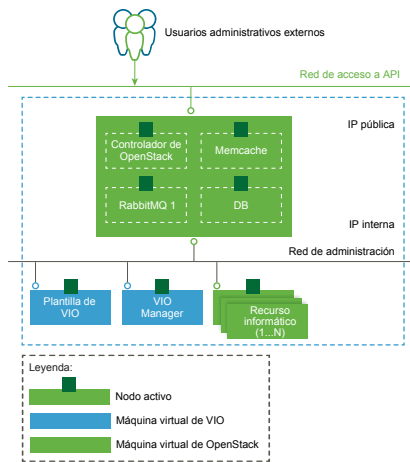 Usuarios administrativos externos
Red de acceso a API
IP pública
Controlador de
OpenStack
Memcache
RabbitMQ 1
DB
IP interna
Red de administración
Plantilla de
VIO
VIO
Manager
Recurso
informático
(1...N)
Leyenda:
Nodo activo
Máquina virtual de VIO
Máquina virtual de OpenStack